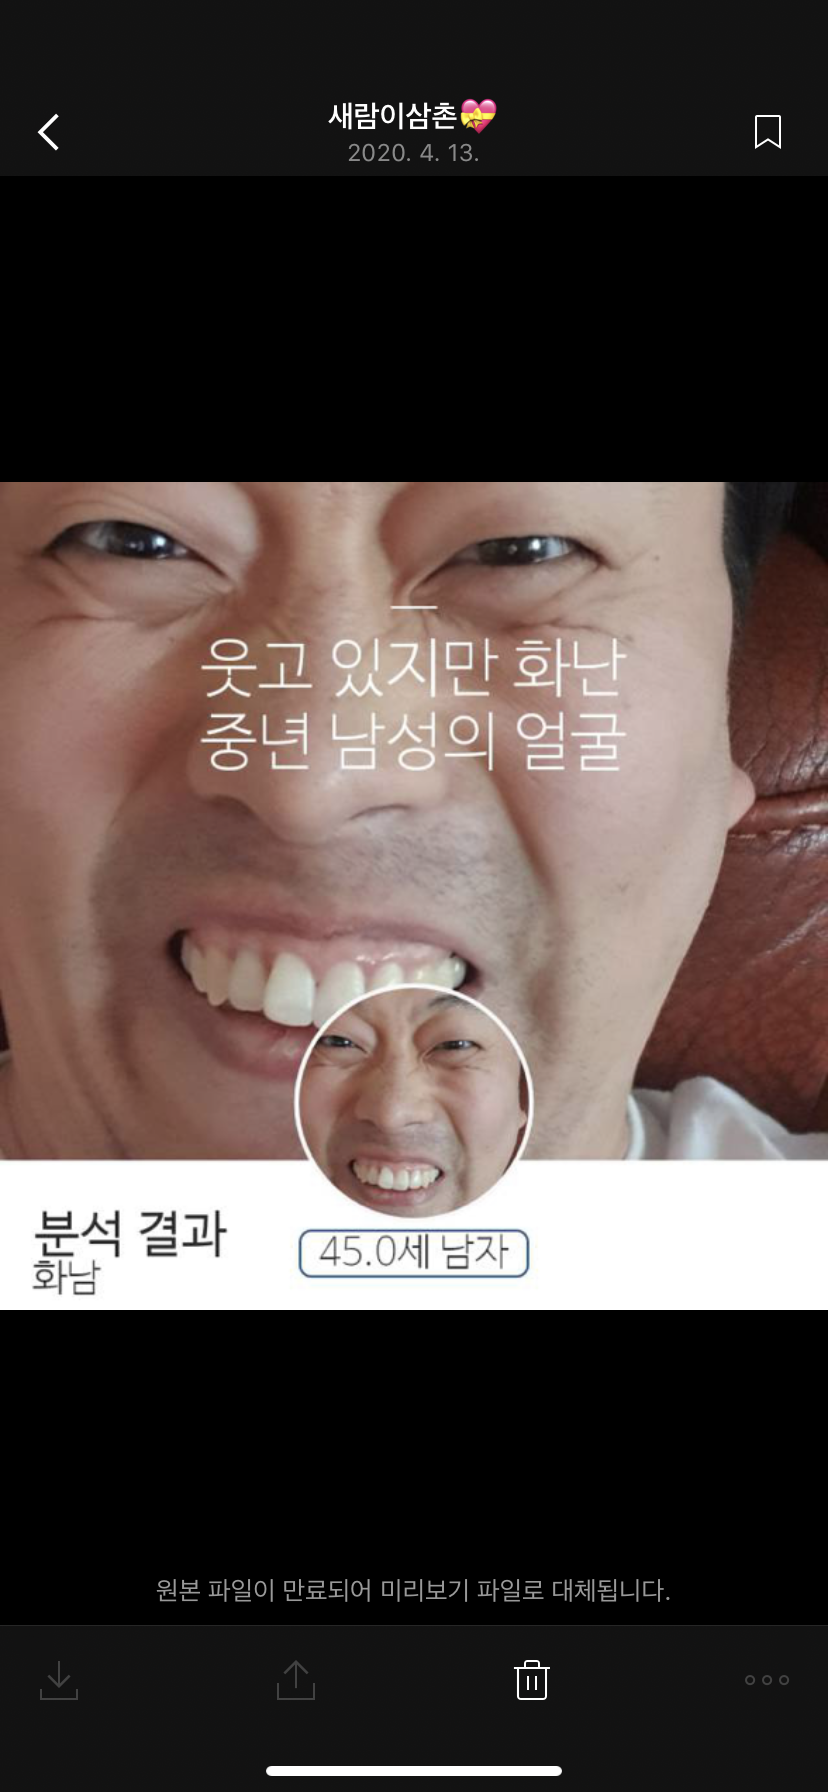 새람이삼촌💝
2020. 4. 13.
웃고 있지만 화난
중년 남성의 얼굴
분석 결과
화남
45.0세 남자
원본 파일이 만료되어 미리보기 파일로 대체됩니다.